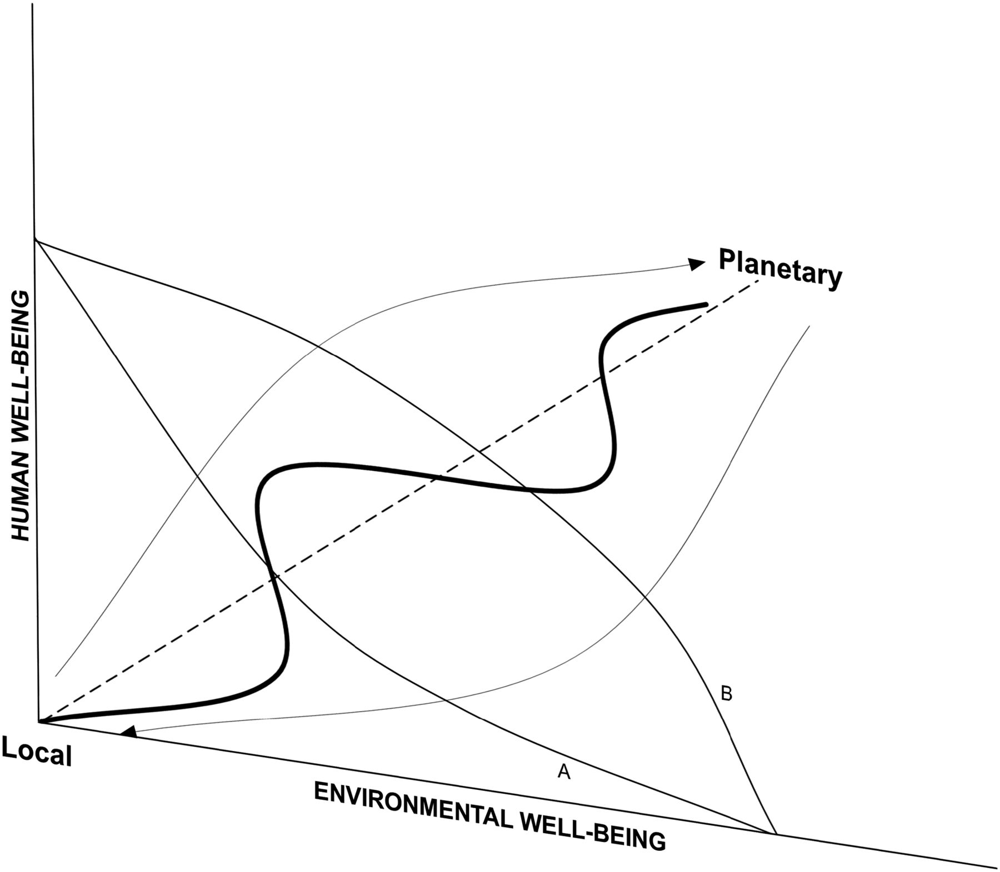 Planetary
HUMAN WELL-BEING
B
Local
A
ENVIRONMENTAL WELL-BEING